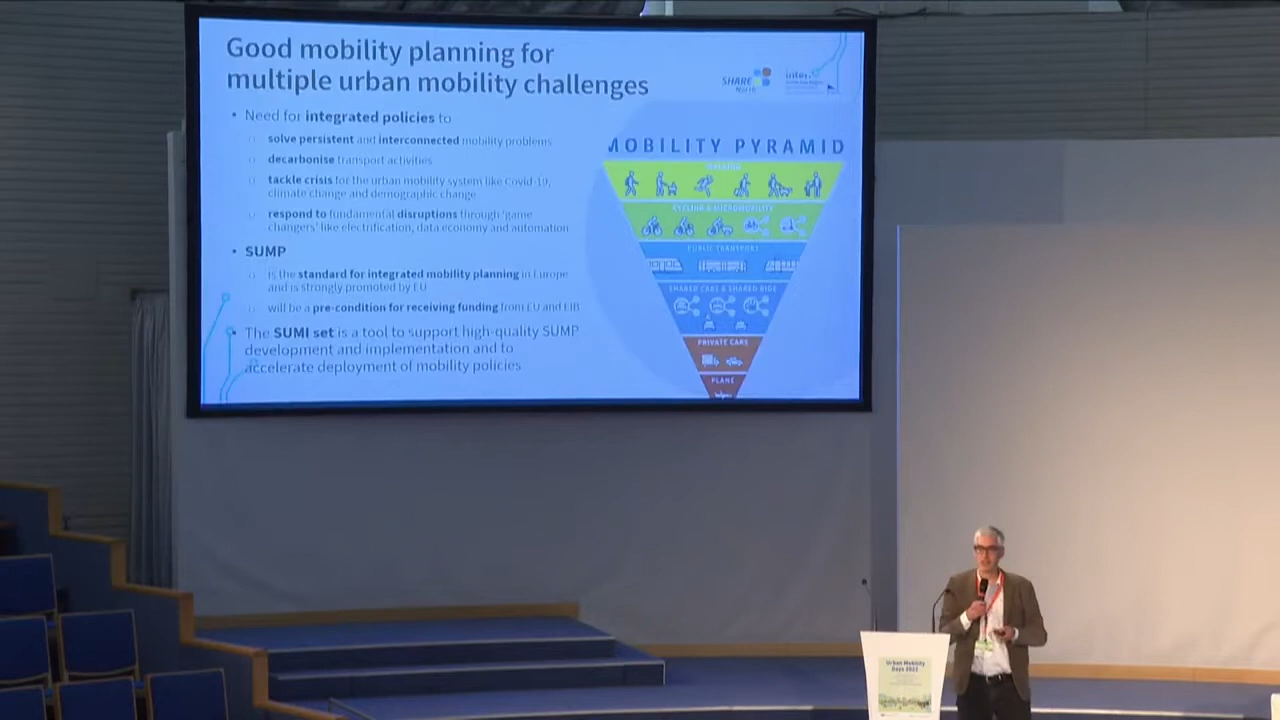 Good mobility planning for
multiple urban mobility challenges
SHARE
North
• Need for integrated policies to
solve persistent and interconnected mobility problems
decarbonise transport activities
tackle crisis for the urban mobility system like Covid-19,
climate change and demographic change
respond to fundamental disruptions through 'game
changers' like electrification, data economy and automation
• SUMP
is the standard for integrated mobility planning in Europe
and is strongly promoted by EU
will be a pre-condition for receiving funding from EU and EIB
• The SUMI set is a tool to support high-quality SUMP
development and implementation and to
accelerate deployment of mobility policies
MOBILITY PYRAMID
CYCLING & MICROMOBILITY
PUBLIC TRANSPORT
SHARED CARS & SHARED RIDE
PRIVATE CARS
PLANE
Urban Mobility
Days 2022